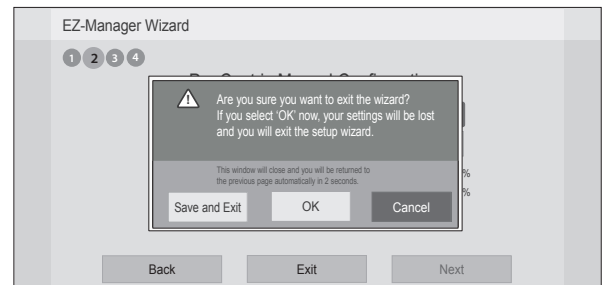 EZ-Manager Wizard
1 2 3 4
Are you sure you want to exit the wizard?
If you select 'OK' now, your settings will be lost
and you will exit the setup wizard.
This window will close and you will be returned to
the previous page automatically in 2 seconds.
%
%
Save and Exit OK Cancel
Back Exit Next